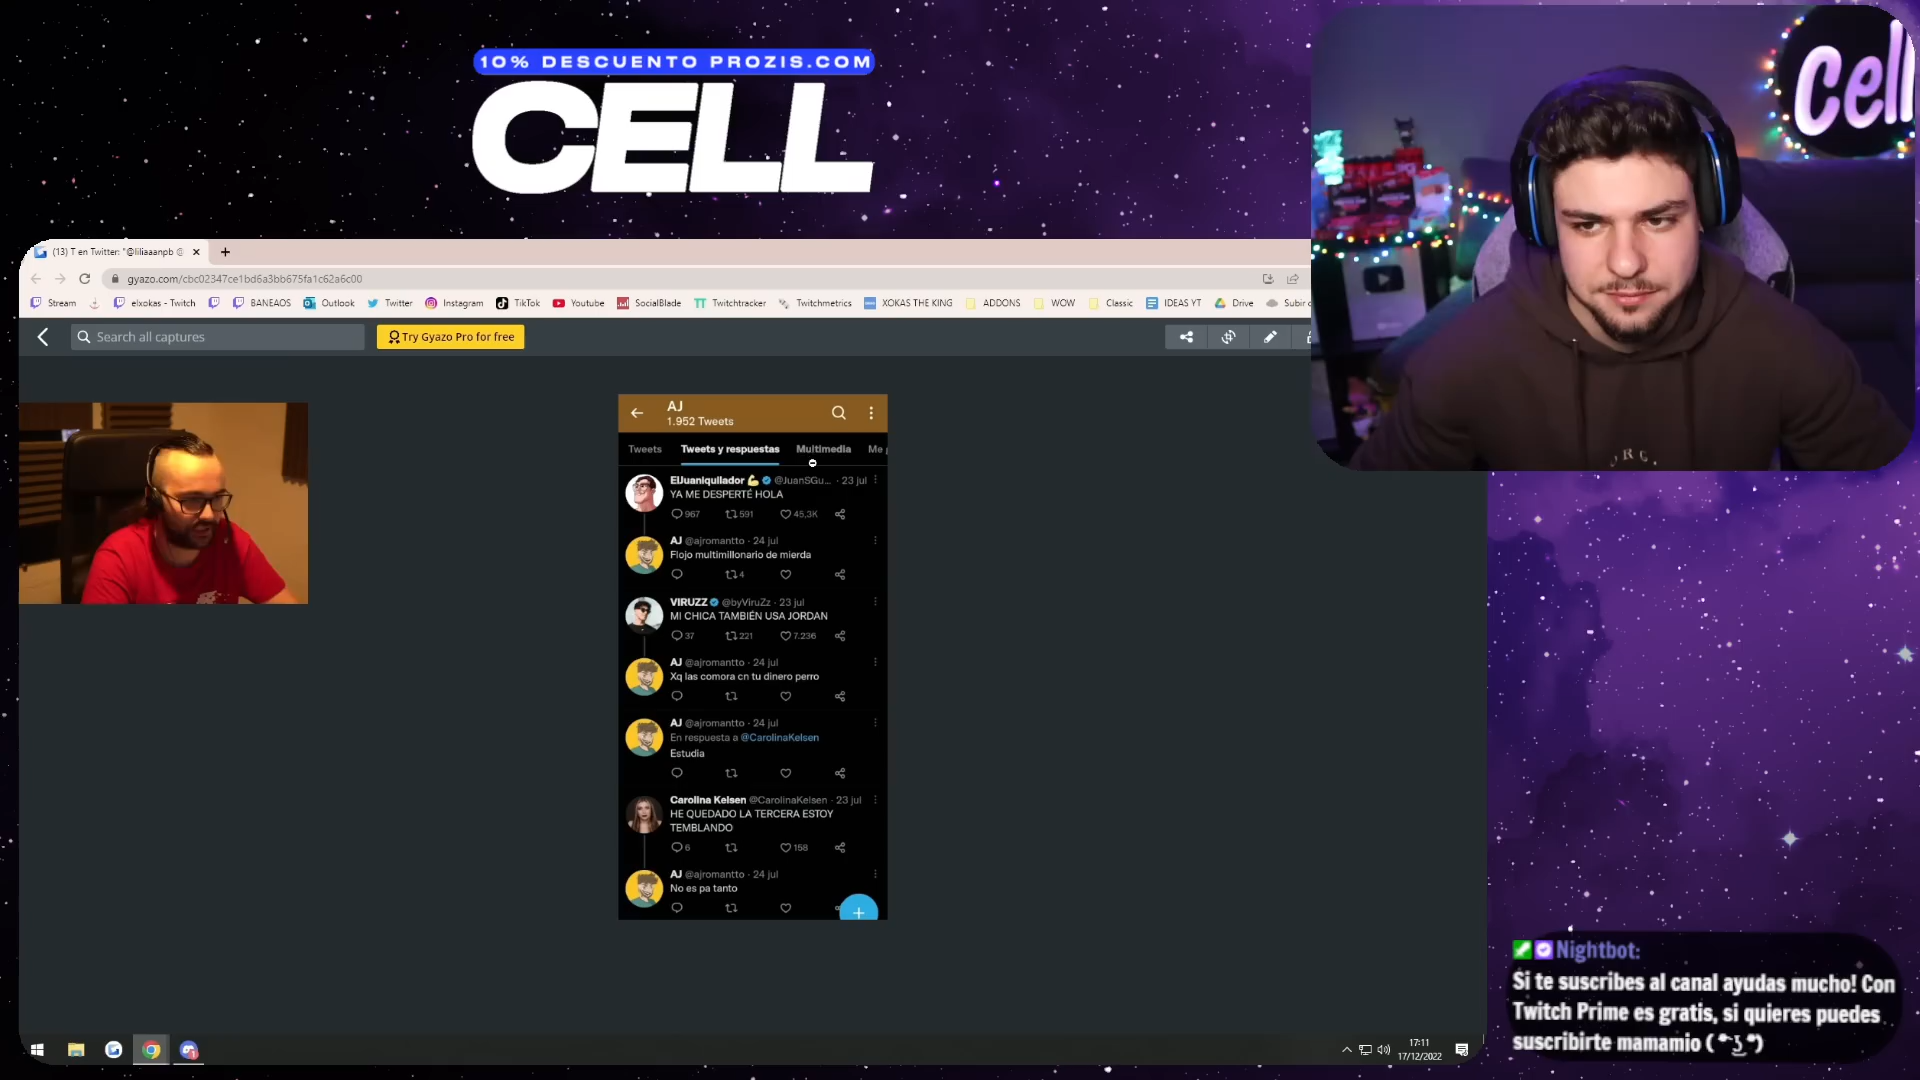 10% DESCUENTO PROZIS.COM
CELL
cell
(13) T en Twitter: "@liliaaanpb @
gyazo.com/cbc02347ce1bd6a3bb675fa1c62a6c00
Stream
elxokas - Twitch
BANEAOS
Outlook
Twitter
Instagram
TikTok
Youtube
SocialBlade
Twitchtracker
Twitchmetrics
XOKAS THE KING
ADDONS
WOW
Classic
IDEAS YT
Drive
Subir
Search all captures
Try Gyazo Pro for free
AJ
1.952 Tweets
Tweets
Tweets y respuestas
Multimedia
Me
ElJuaniquilador 💪 @JuanSGu... · 23 jul
YA ME DESPERTÉ HOLA
967 591 45,3K
AJ @ajromantto · 24 jul
Flojo multimillonario de mierda
4
VIRUZZ @byViruZz · 23 jul
MI CHICA TAMBIÉN USA JORDAN
37 221 7.236
AJ @ajromantto · 24 jul
Xq las comora cn tu dinero perro
AJ @ajromantto · 24 jul
En respuesta a @CarolinaKelsen
Estudia
Carolina Kelsen @CarolinaKelsen · 23 jul
HE QUEDADO LA TERCERA ESTOY
TEMBLANDO
6 158
AJ @ajromantto · 24 jul
No es pa tanto
Nightbot:
Si te suscribes al canal ayudas mucho! Con
Twitch Prime es gratis, si quieres puedes
suscribirte mamamio ( ͡° ͜ʖ ͡°)
17:11
17/12/2022